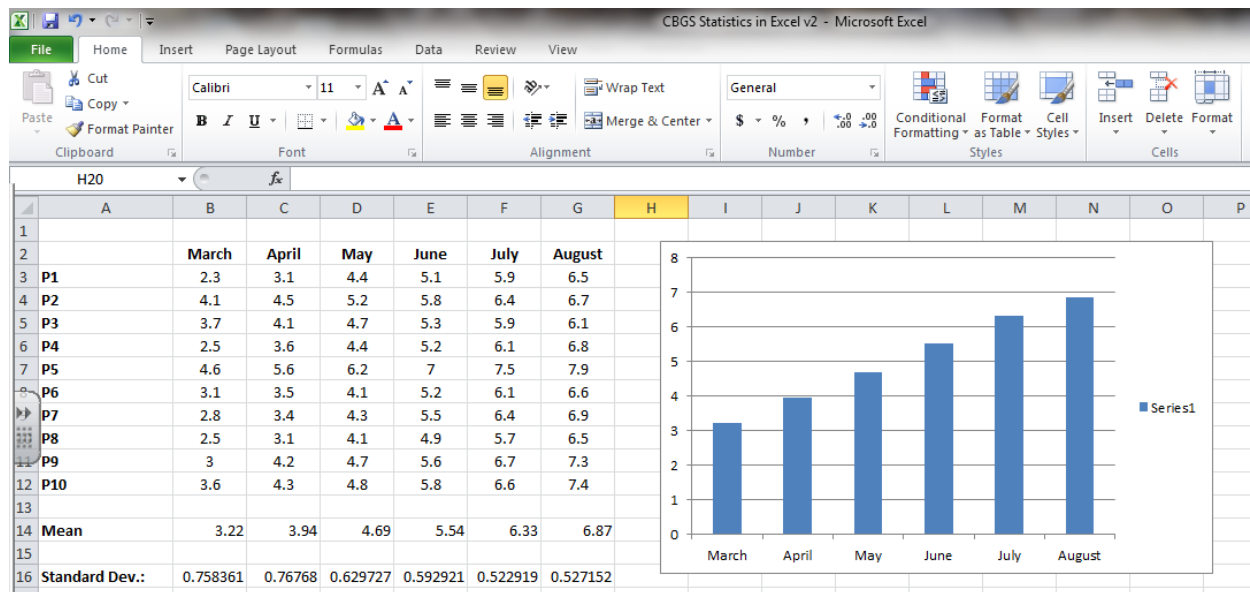 CBGS Statistics in Excel v2 - Microsoft Excel
File Home Insert Page Layout Formulas Data Review View
Cut
Copy
Format Painter
Paste
Calibri 11
Wrap Text
Merge & Center
General
Conditional Formatting
Format as Table
Cell Styles
Insert Delete Format
Clipboard Font Alignment Number Styles Cells
H20 fx
A B C D E F G H I J K L M N O P
1
2 March April May June July August
3 P1 2.3 3.1 4.4 5.1 5.9 6.5
4 P2 4.1 4.5 5.2 5.8 6.4 6.7
5 P3 3.7 4.1 4.7 5.3 5.9 6.1
6 P4 2.5 3.6 4.4 5.2 6.1 6.8
7 P5 4.6 5.6 6.2 7 7.5 7.9
8 P6 3.1 3.5 4.1 5.2 6.1 6.6
P7 2.8 3.4 4.3 5.5 6.4 6.9
P8 2.5 3.1 4.1 4.9 5.7 6.5
11 P9 3 4.2 4.7 5.6 6.7 7.3
12 P10 3.6 4.3 4.8 5.8 6.6 7.4
13
14 Mean 3.22 3.94 4.69 5.54 6.33 6.87
15
16 Standard Dev.: 0.758361 0.76768 0.629727 0.592921 0.522919 0.527152
8
7
6
5
4
3
2
1
0
March April May June July August
Series1